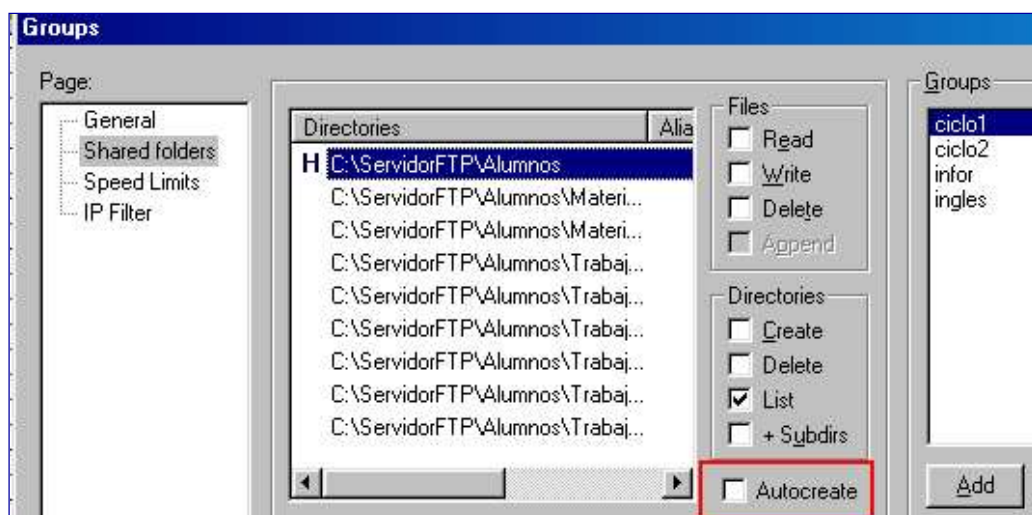 Groups
Page:
General
Shared folders
Speed Limits
IP Filter
Directories Alia
H C:\ServidorFTP\Alumnos
C:\ServidorFTP\Alumnos\Materi...
C:\ServidorFTP\Alumnos\Materi...
C:\ServidorFTP\Alumnos\Trabaj...
C:\ServidorFTP\Alumnos\Trabaj...
C:\ServidorFTP\Alumnos\Trabaj...
C:\ServidorFTP\Alumnos\Trabaj...
C:\ServidorFTP\Alumnos\Trabaj...
C:\ServidorFTP\Alumnos\Trabaj...
Files
Read
Write
Delete
Append
Directories
Create
Delete
List
+ Subdirs
Autocreate
Groups
ciclo1
ciclo2
infor
ingles
Add